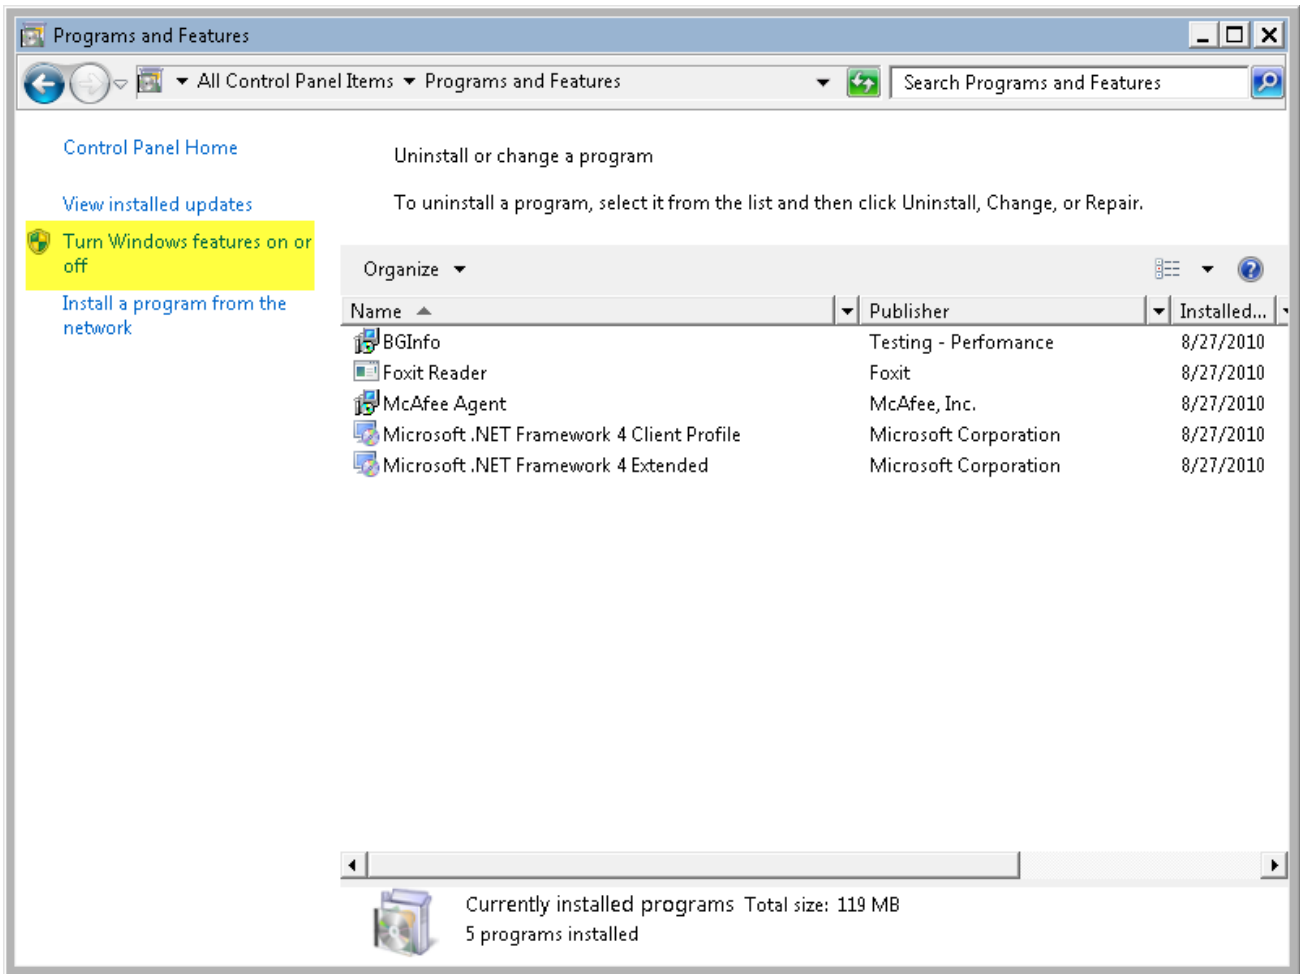 Programs and Features
All Control Panel Items Programs and Features
Search Programs and Features
Control Panel Home
View installed updates
Turn Windows features on or
off
Install a program from the
network
Uninstall or change a program
To uninstall a program, select it from the list and then click Uninstall, Change, or Repair.
Organize
Name Publisher Installed...
BGInfo Testing - Perfomance 8/27/2010
Foxit Reader Foxit 8/27/2010
McAfee Agent McAfee, Inc. 8/27/2010
Microsoft .NET Framework 4 Client Profile Microsoft Corporation 8/27/2010
Microsoft .NET Framework 4 Extended Microsoft Corporation 8/27/2010
Currently installed programs Total size: 119 MB
5 programs installed